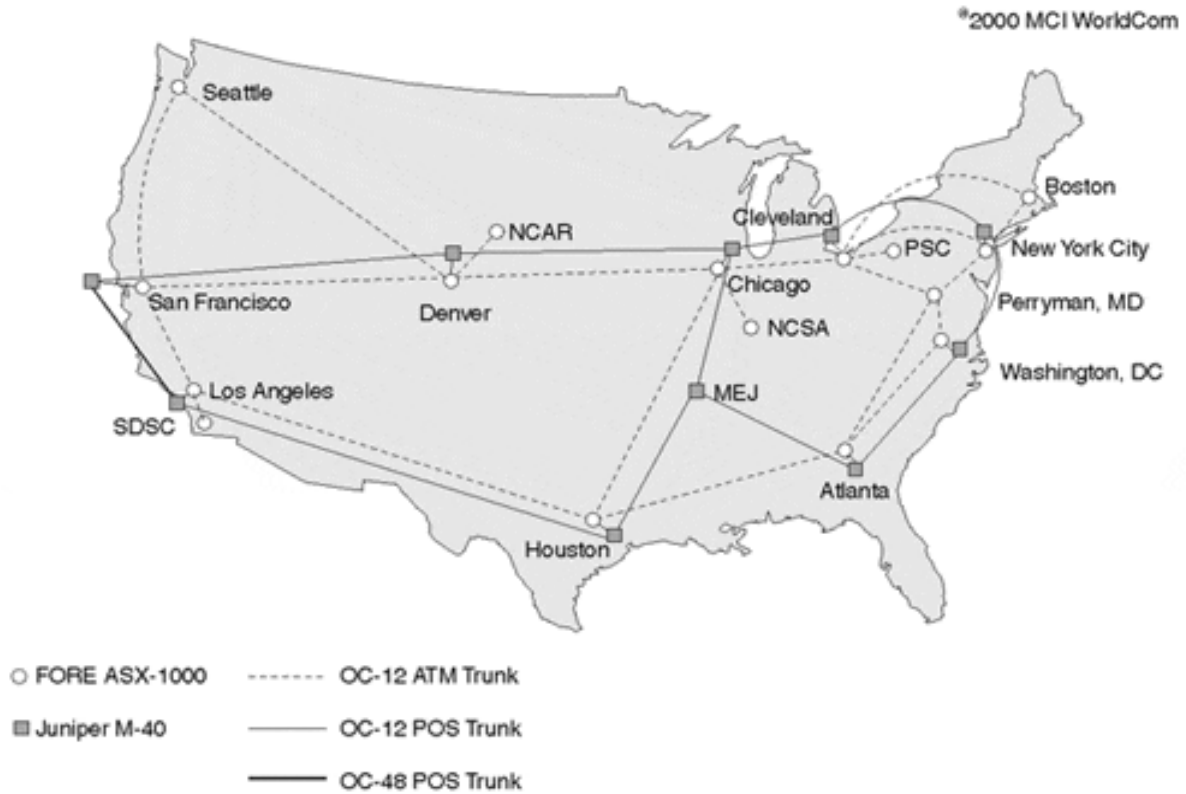 ©2000 MCI WorldCom
Seattle
Boston
Cleveland
NCAR
PSC
New York City
San Francisco
Chicago
Denver
Perryman, MD
NCSA
Washington, DC
Los Angeles
MEJ
SDSC
Atlanta
Houston
FORE ASX-1000
OC-12 ATM Trunk
Juniper M-40
OC-12 POS Trunk
OC-48 POS Trunk